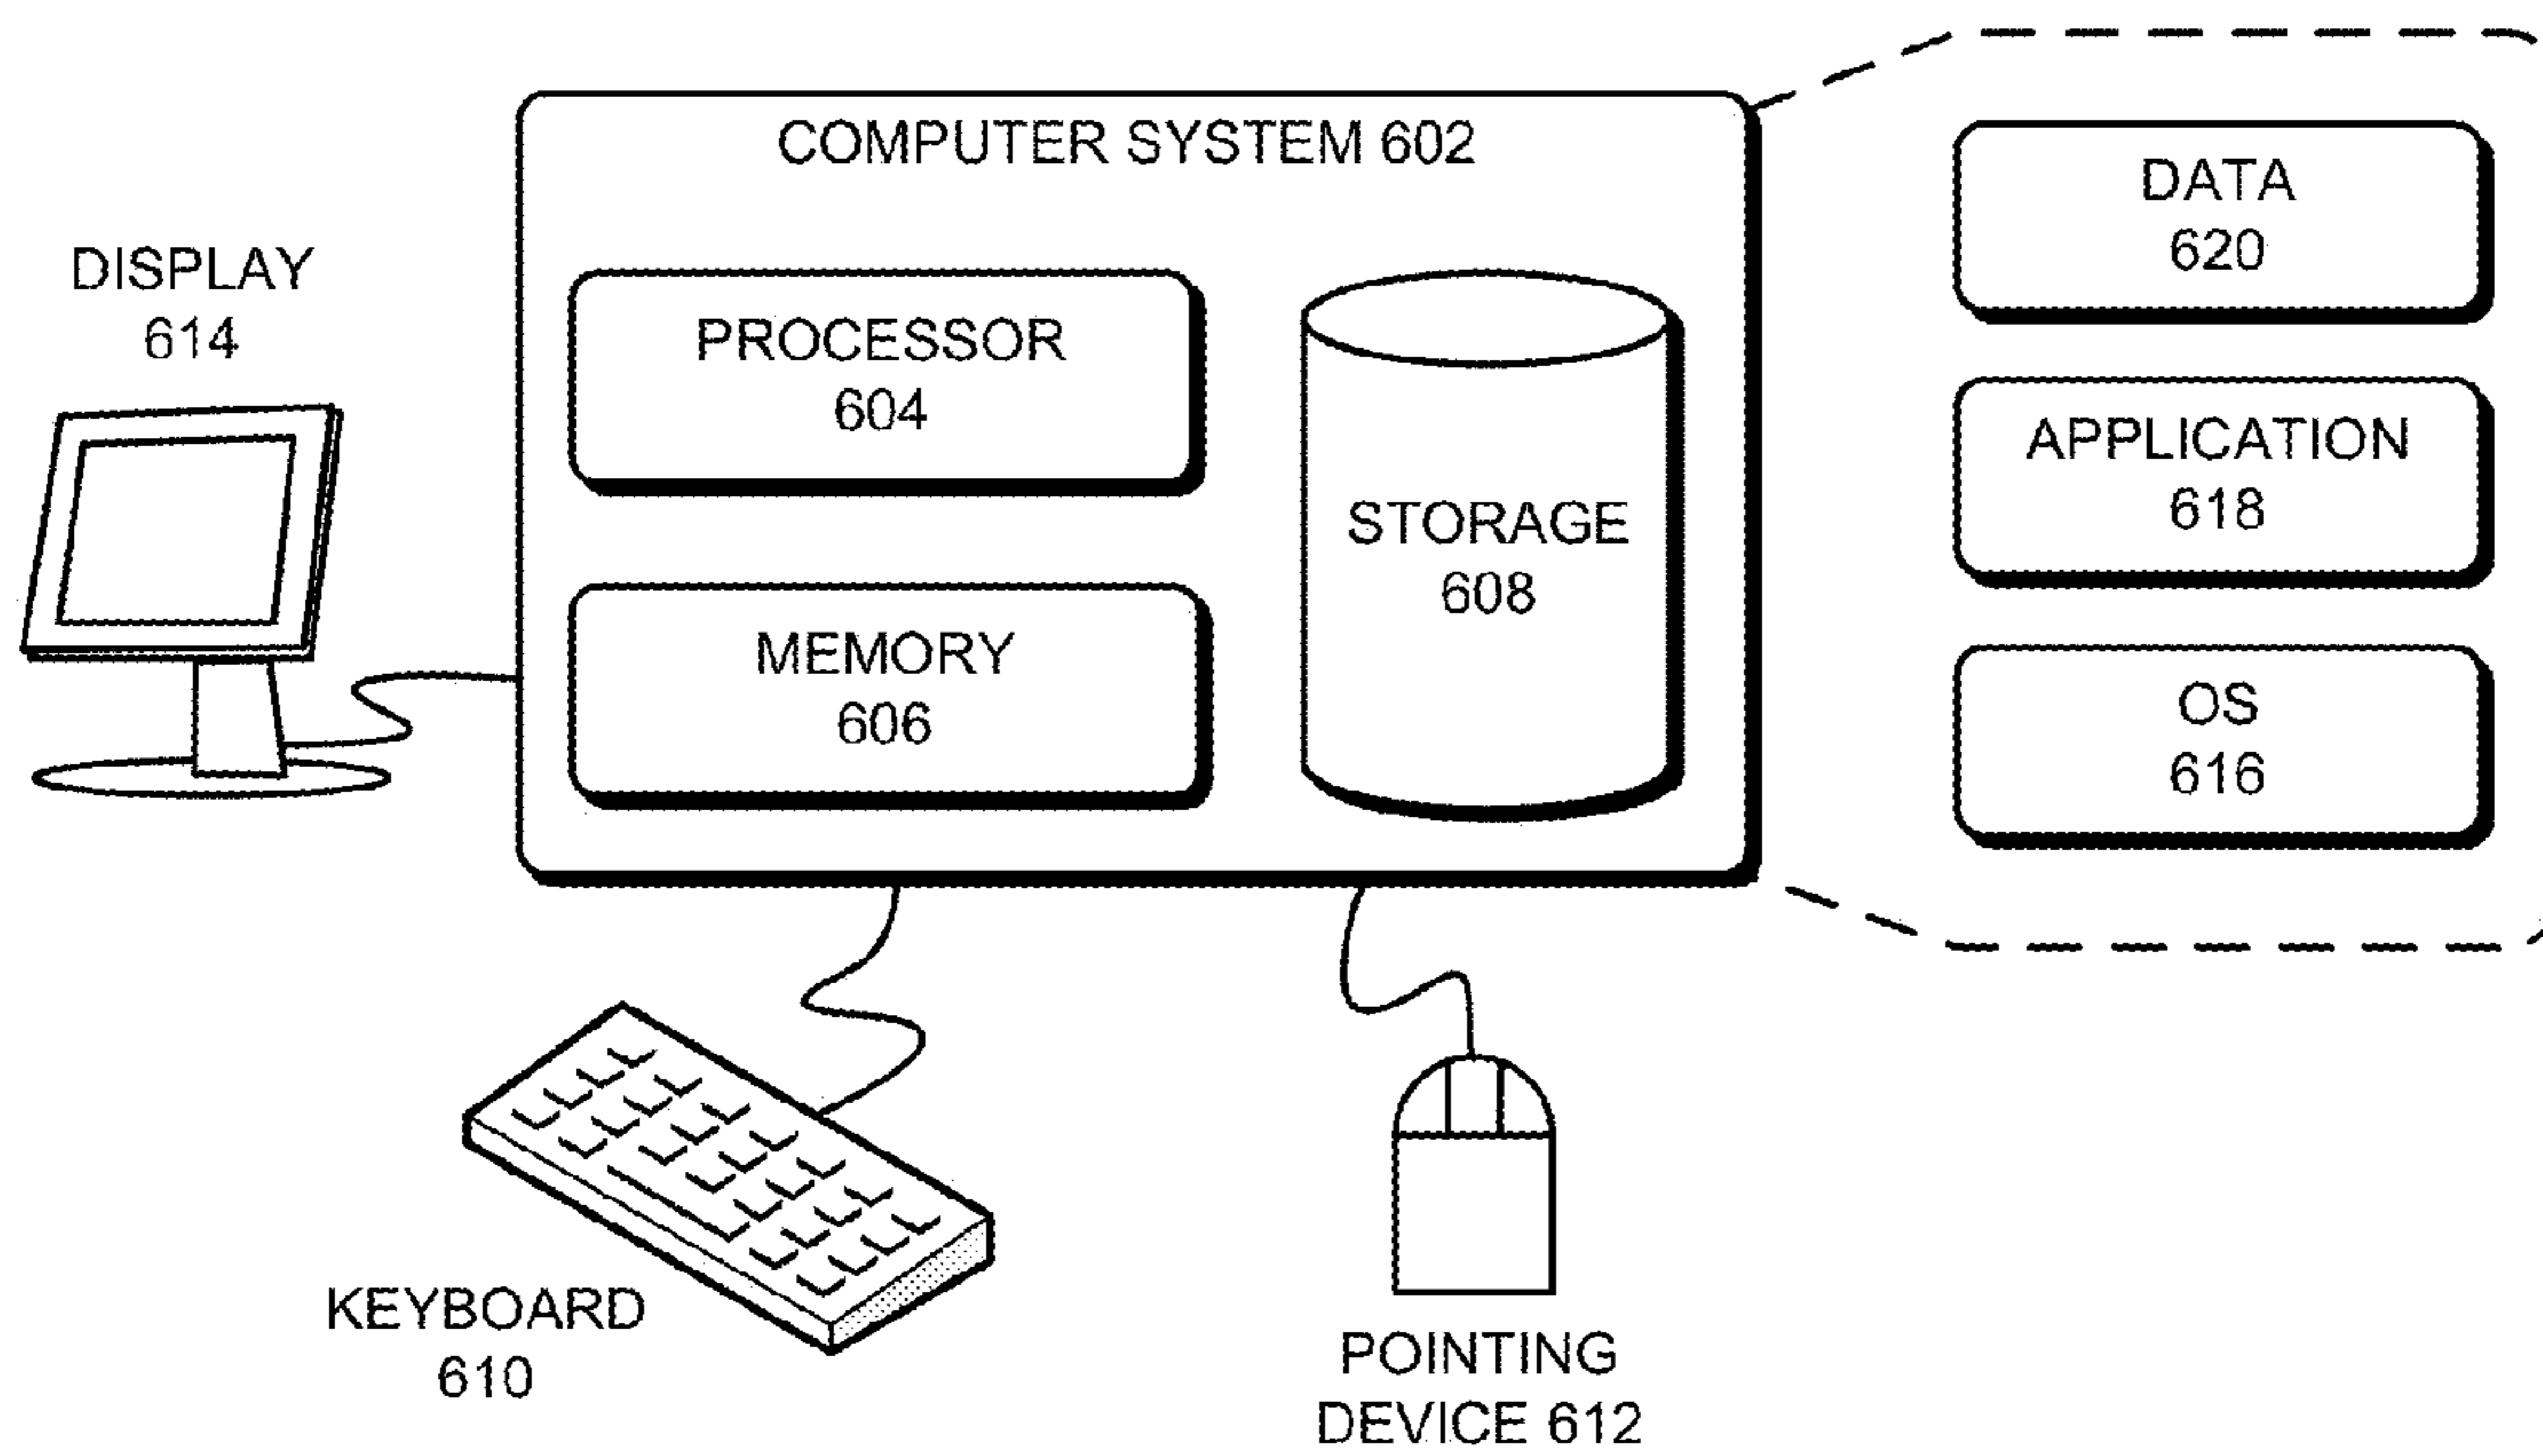 COMPUTER SYSTEM 602
DISPLAY
614
PROCESSOR
604
MEMORY
606
STORAGE
608
DATA
620
APPLICATION
618
OS
616
KEYBOARD
610
POINTING
DEVICE 612